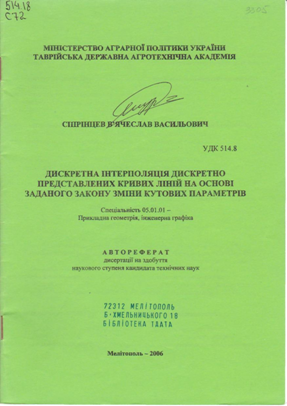 514.18
С72
МІНІСТЕРСТВО АГРАРНОЇ ПОЛІТИКИ УКРАЇНИ
ТАВРІЙСЬКА ДЕРЖАВНА АГРОТЕХНІЧНА АКАДЕМІЯ
СПІРІНЦЕВ В'ЯЧЕСЛАВ ВАСИЛЬОВИЧ
УДК 514.8
ДИСКРЕТНА ІНТЕРПОЛЯЦІЯ ДИСКРЕТНО
ПРЕДСТАВЛЕНИХ КРИВИХ ЛІНІЙ НА ОСНОВІ
ЗАДАНОГО ЗАКОНУ ЗМІНИ КУТОВИХ ПАРАМЕТРІВ
Спеціальність 05.01.01 –
Прикладна геометрія, інженерна графіка
АВТОРЕФЕРАТ
дисертації на здобуття
наукового ступеня кандидата технічних наук
72312 МЕЛІТОПОЛЬ
Б·ХМЕЛЬНИЦЬКОГО 18
БІБЛІОТЕКА ТДАТА
Мелітополь – 2006